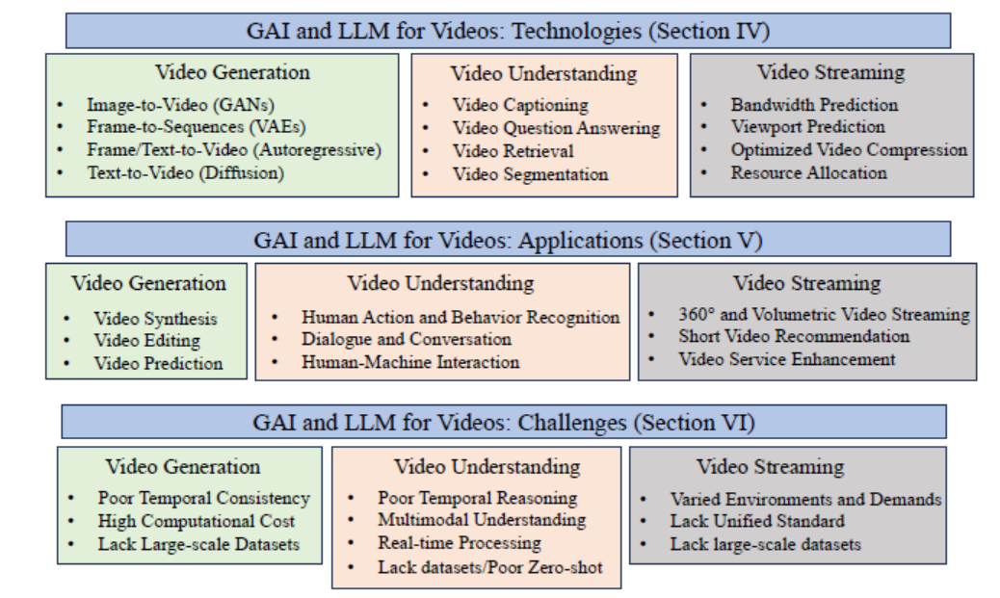 GAI and LLM for Videos: Technologies (Section IV)
Video Generation
• Image-to-Video (GANs)
• Frame-to-Sequences (VAEs)
• Frame/Text-to-Video (Autoregressive)
• Text-to-Video (Diffusion)
Video Understanding
• Video Captioning
• Video Question Answering
• Video Retrieval
• Video Segmentation
Video Streaming
• Bandwidth Prediction
• Viewport Prediction
• Optimized Video Compression
• Resource Allocation
GAI and LLM for Videos: Applications (Section V)
Video Generation
• Video Synthesis
• Video Editing
• Video Prediction
Video Understanding
• Human Action and Behavior Recognition
• Dialogue and Conversation
• Human-Machine Interaction
Video Streaming
• 360° and Volumetric Video Streaming
• Short Video Recommendation
• Video Service Enhancement
GAI and LLM for Videos: Challenges (Section VI)
Video Generation
• Poor Temporal Consistency
• High Computational Cost
• Lack Large-scale Datasets
Video Understanding
• Poor Temporal Reasoning
• Multimodal Understanding
• Real-time Processing
• Lack datasets/Poor Zero-shot
Video Streaming
• Varied Environments and Demands
• Lack Unified Standard
• Lack large-scale datasets